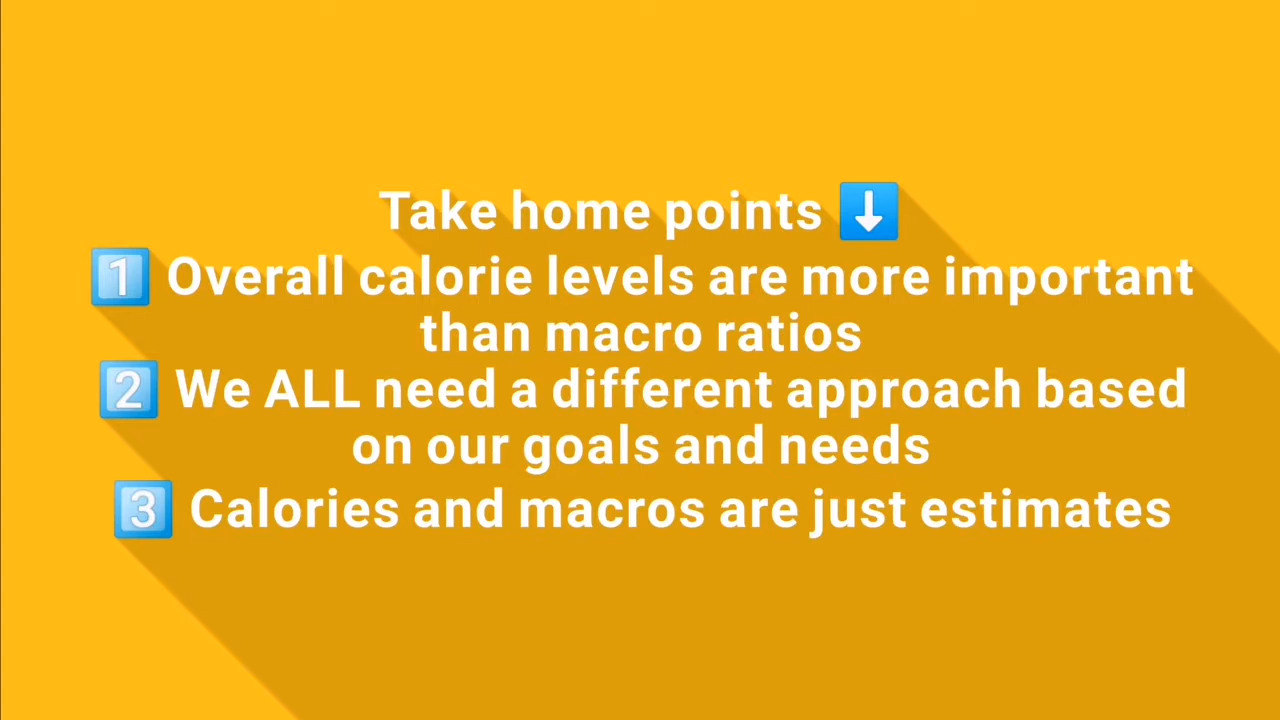 Take home points ⬇️
1️⃣ Overall calorie levels are more important
than macro ratios
2️⃣ We ALL need a different approach based
on our goals and needs
3️⃣ Calories and macros are just estimates